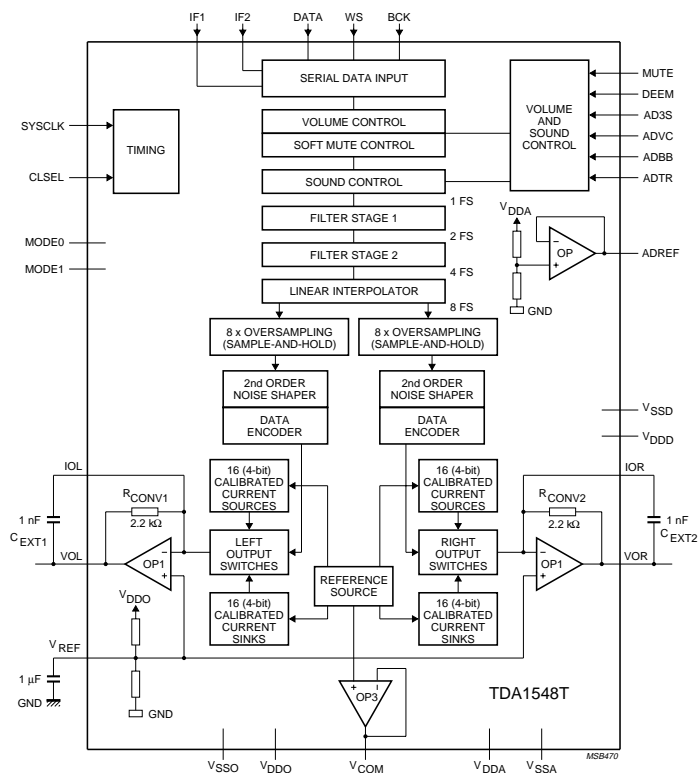 IF1
IF2
DATA
WS
BCK
SERIAL DATA INPUT
VOLUME CONTROL
SOFT MUTE CONTROL
SOUND CONTROL
1 FS
FILTER STAGE 1
2 FS
FILTER STAGE 2
4 FS
LINEAR INTERPOLATOR
8 FS
VOLUME
AND
SOUND
CONTROL
MUTE
DEEM
AD3S
ADVC
ADBB
ADTR
SYSCLK
CLSEL
TIMING
MODE0
MODE1
VDDA
OP
ADREF
GND
8 x OVERSAMPLING
(SAMPLE-AND-HOLD)
8 x OVERSAMPLING
(SAMPLE-AND-HOLD)
2nd ORDER
NOISE SHAPER
2nd ORDER
NOISE SHAPER
DATA
ENCODER
DATA
ENCODER
VSSD
VDDD
IOL
RCONV1
2.2 kΩ
1 nF
CEXT1
VOL
OP1
16 (4-bit)
CALIBRATED
CURRENT
SOURCES
LEFT
OUTPUT
SWITCHES
16 (4-bit)
CALIBRATED
CURRENT
SINKS
REFERENCE
SOURCE
16 (4-bit)
CALIBRATED
CURRENT
SOURCES
RIGHT
OUTPUT
SWITCHES
16 (4-bit)
CALIBRATED
CURRENT
SINKS
IOR
RCONV2
2.2 kΩ
1 nF
CEXT2
VOR
OP1
VDDO
VREF
1 µF
GND
GND
OP3
TDA1548T
VSSO
VDDO
VCOM
VDDA
VSSA
MSB470